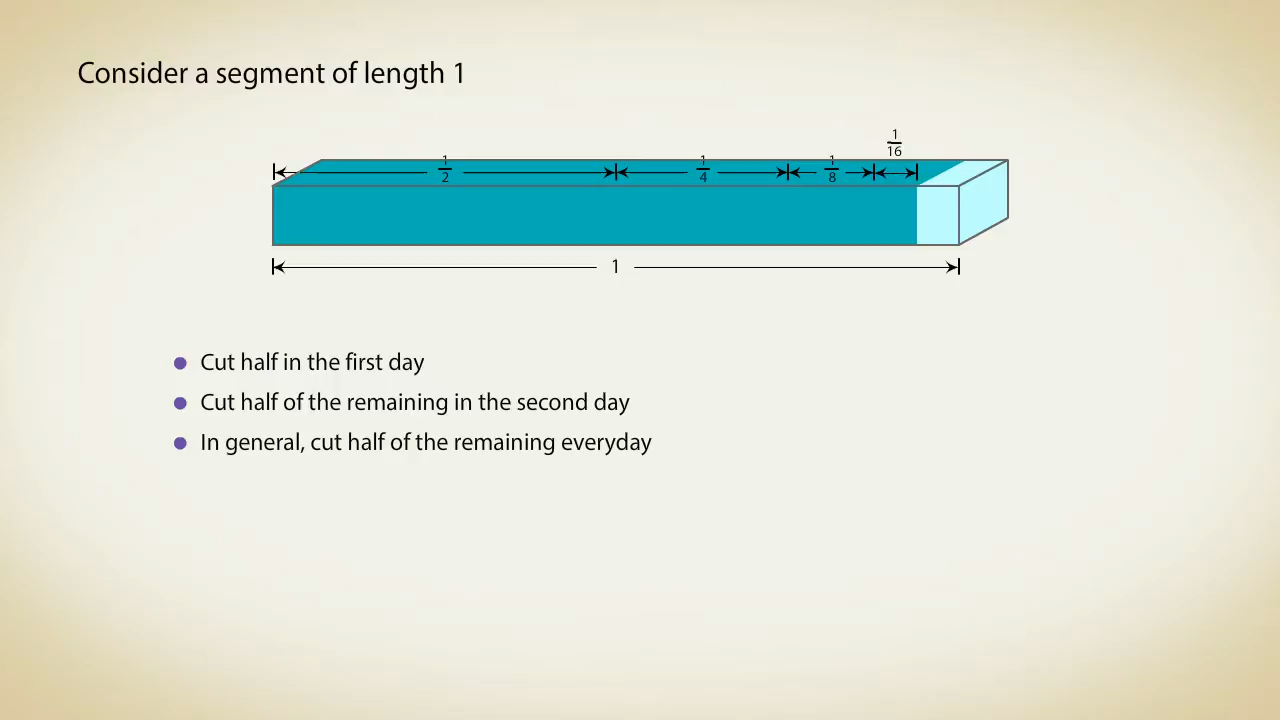 Consider a segment of length 1
1/16
1/2 1/4 1/8
1
Cut half in the first day
Cut half of the remaining in the second day
In general, cut half of the remaining everyday